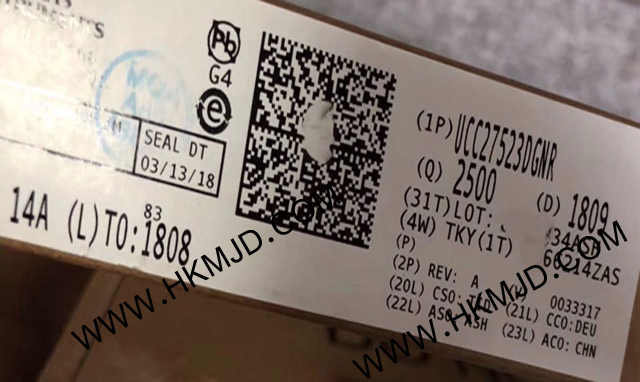 Pb
G4
e
SEAL DT
03/13/18
83
14A (L)TO:1808
(1P)UCC27523DGNR
(Q) 2500 (D) 1809
(31T)LOT:
(4W) TKY(1T) 66214ZAS
(P)
(2P) REV: A 0033317
(20L) CSO: (21L) CCO:DEU
(22L) ASO: ASH (23L) ACO: CHN
WWW.HKMJD.COM
WWW.HKMJD.COM